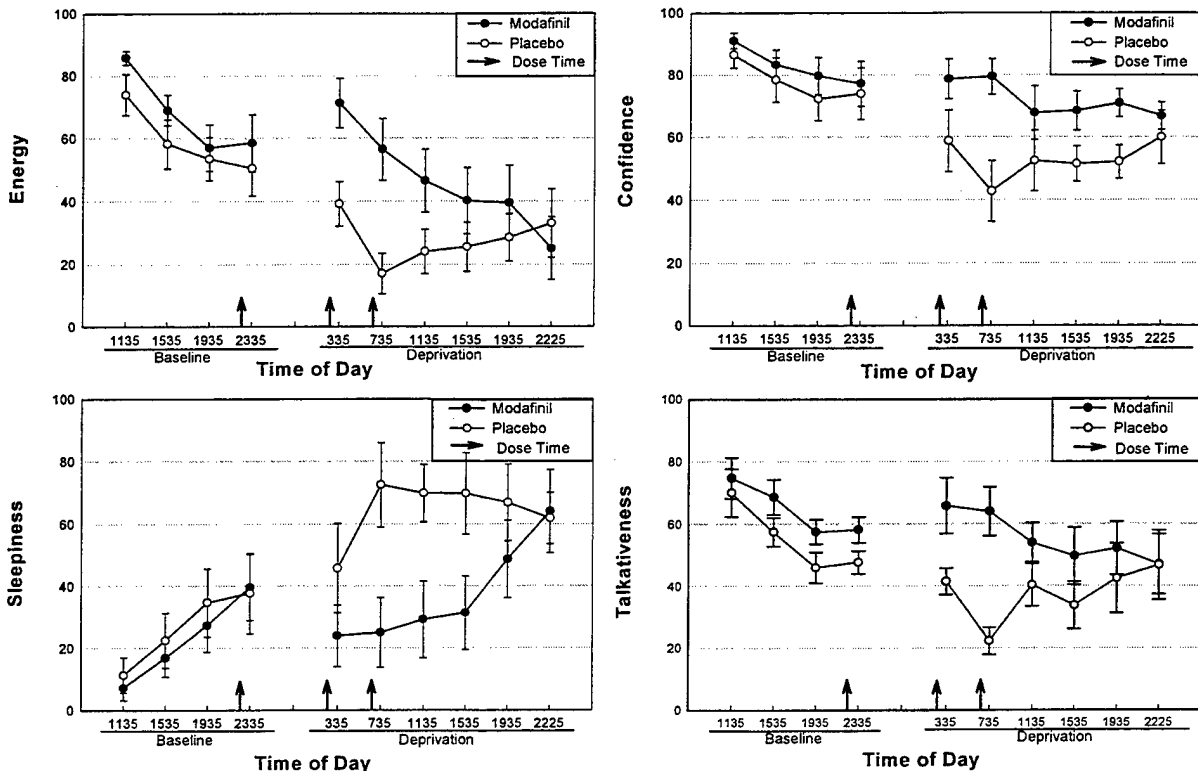 100
80
60
40
20
0
Energy
Modafinil
Placebo
Dose Time
1135 1535 1935 2335 335 735 1135 1535 1935 2225
Baseline Deprivation
Time of Day
100
80
60
40
20
0
Confidence
Modafinil
Placebo
Dose Time
1135 1535 1935 2335 335 735 1135 1535 1935 2225
Baseline Deprivation
Time of Day
100
80
60
40
20
0
Sleepiness
Modafinil
Placebo
Dose Time
1135 1535 1935 2335 335 735 1135 1535 1935 2225
Baseline Deprivation
Time of Day
100
80
60
40
20
0
Talkativeness
Modafinil
Placebo
Dose Time
1135 1535 1935 2335 335 735 1135 1535 1935 2225
Baseline Deprivation
Time of Day